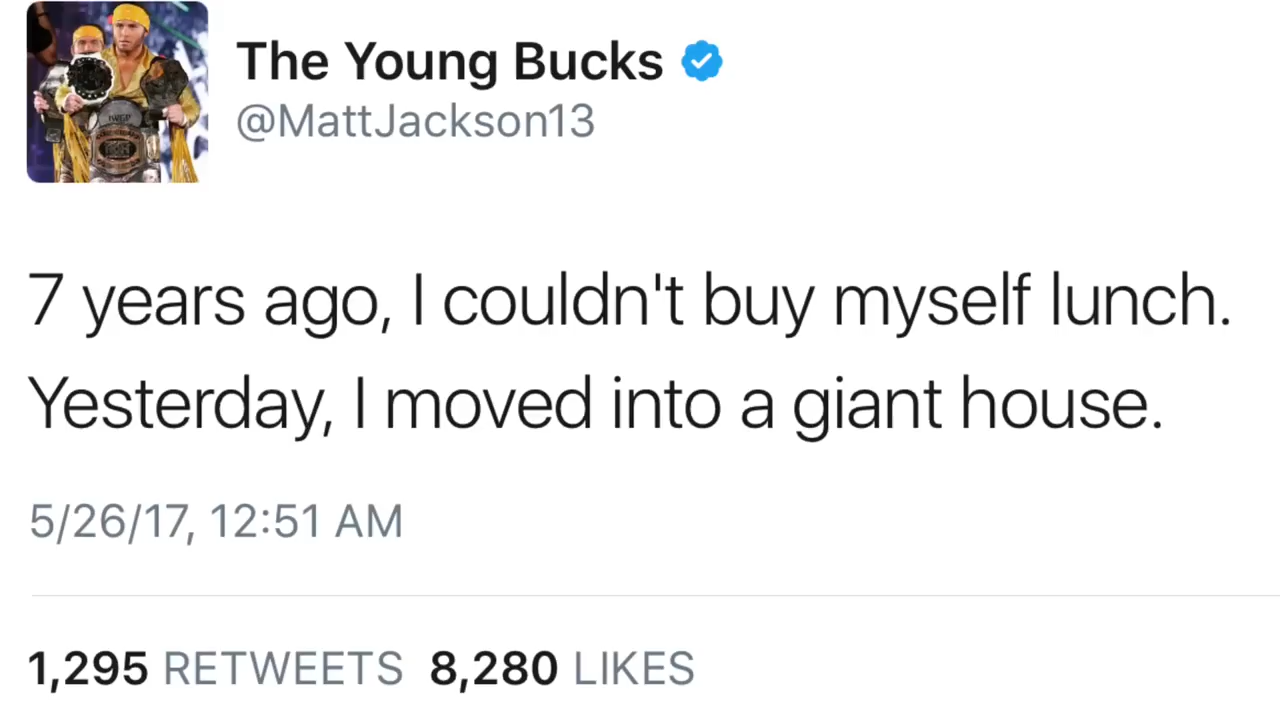 The Young Bucks
@MattJackson13
IWGP
7 years ago, I couldn't buy myself lunch.
Yesterday, I moved into a giant house.
5/26/17, 12:51 AM
1,295 RETWEETS 8,280 LIKES